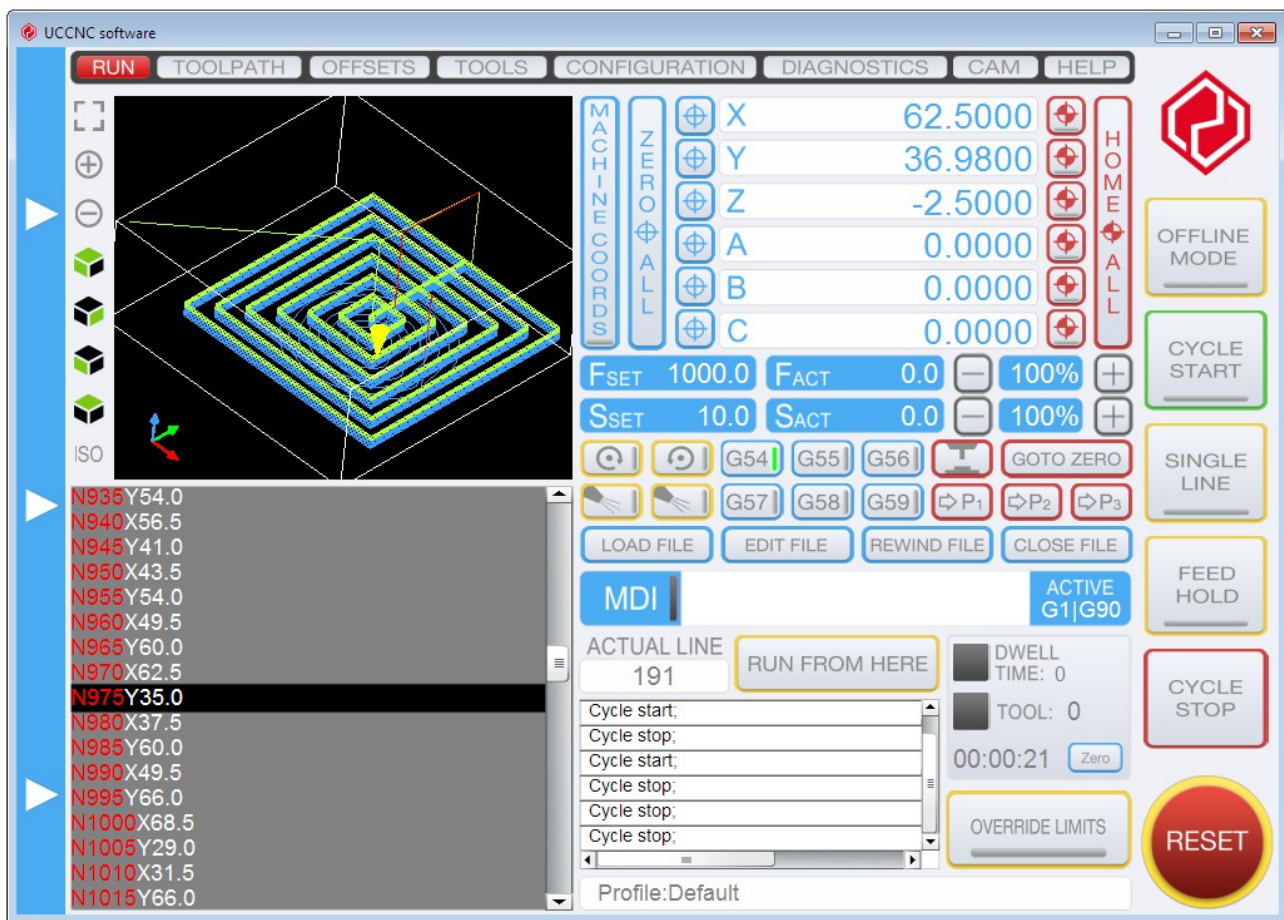 UCCNC software
RUN TOOLPATH OFFSETS TOOLS CONFIGURATION DIAGNOSTICS CAM HELP
MACHINE COORDS
ZERO ALL
X 62.5000
Y 36.9800
Z -2.5000
A 0.0000
B 0.0000
C 0.0000
HOME ALL
FSET 1000.0 FACT 0.0 100%
SSET 10.0 SACT 0.0 100%
G54 G55 G56 GOTO ZERO
G57 G58 G59 P1 P2 P3
LOAD FILE EDIT FILE REWIND FILE CLOSE FILE
MDI ACTIVE
G1|G90
ISO
N935Y54.0
N940X56.5
N945Y41.0
N950X43.5
N955Y54.0
N960X49.5
N965Y60.0
N970X62.5
N975Y35.0
N980X37.5
N985Y60.0
N990X49.5
N995Y66.0
N1000X68.5
N1005Y29.0
N1010X31.5
N1015Y66.0
ACTUAL LINE
191
RUN FROM HERE
DWELL
TIME: 0
TOOL: 0
00:00:21 Zero
Cycle start;
Cycle stop;
Cycle start;
Cycle stop;
Cycle stop;
Cycle stop;
OVERRIDE LIMITS
Profile:Default
OFFLINE
MODE
CYCLE
START
SINGLE
LINE
FEED
HOLD
CYCLE
STOP
RESET